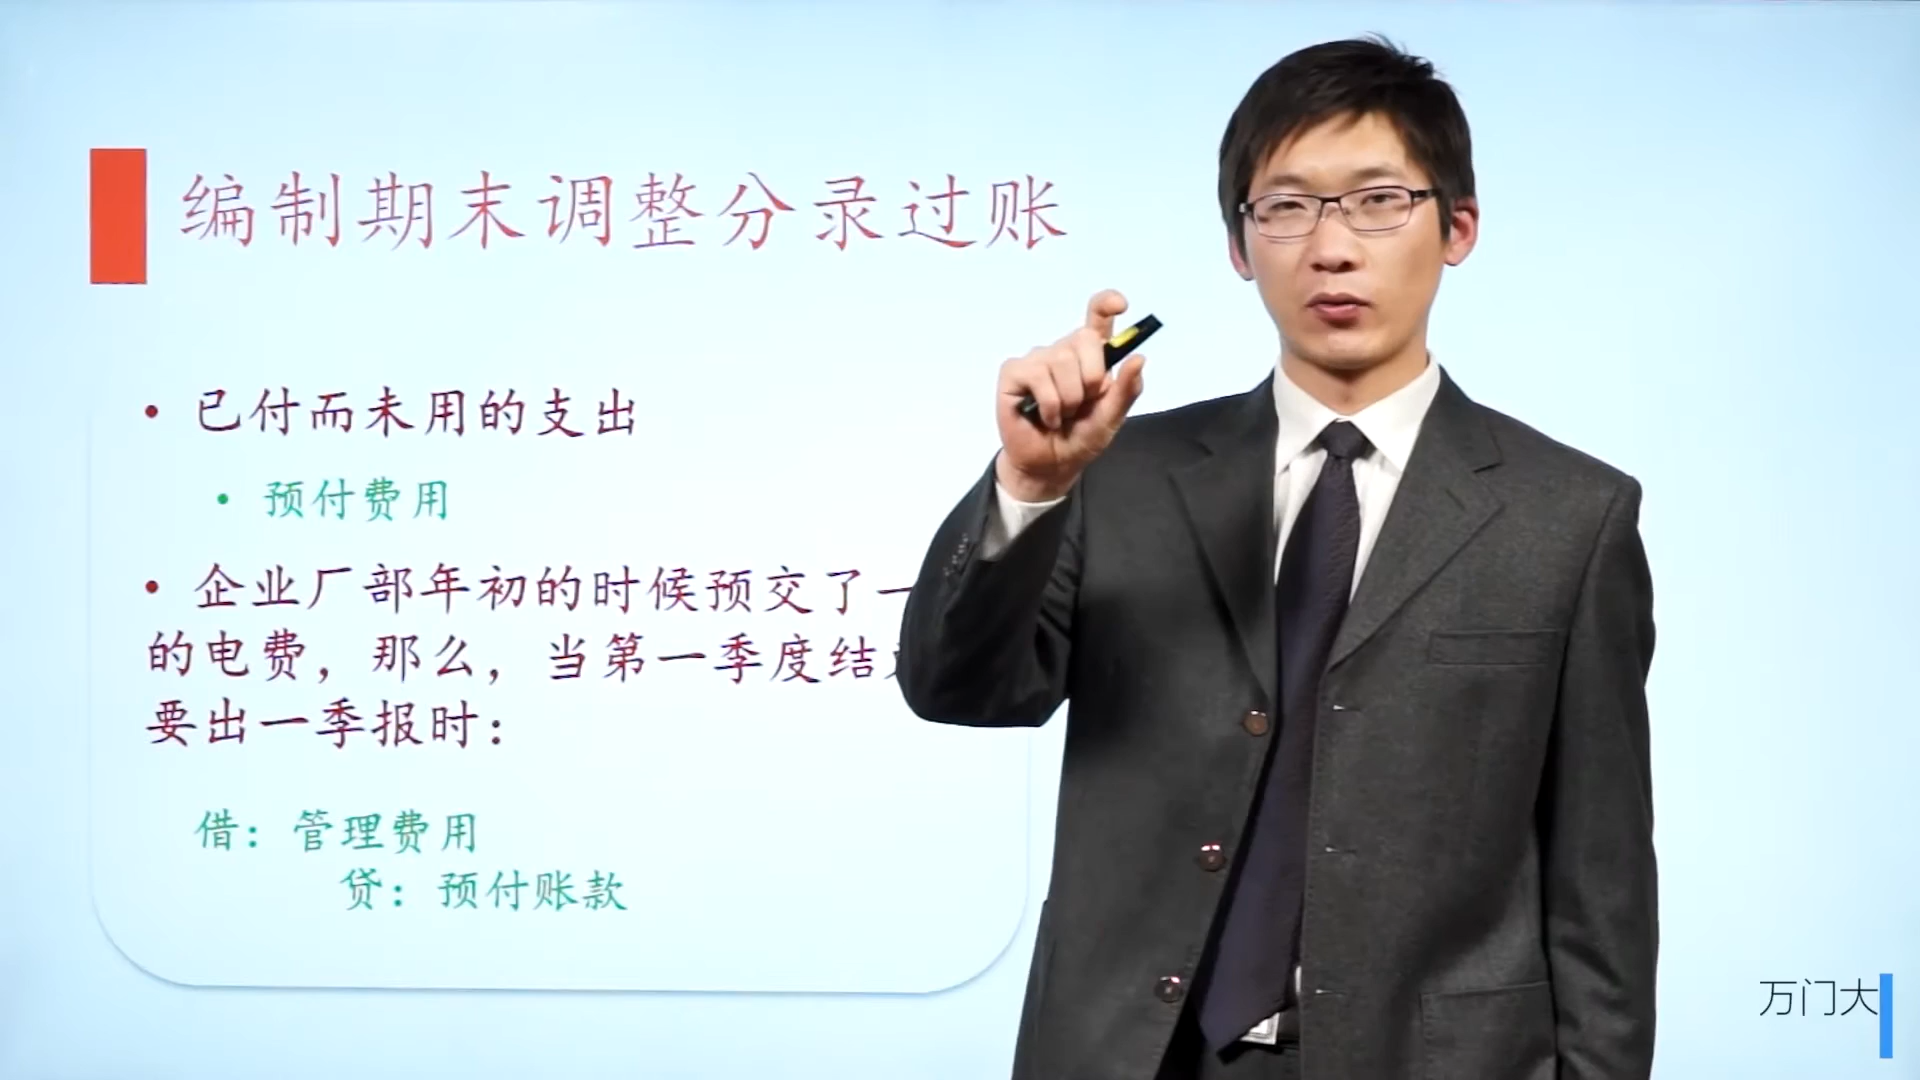 编制期末调整分录过账
• 已付而未用的支出
• 预付费用
• 企业厂部年初的时候预交了一
的电费，那么，当第一季度结
要出一季报时：
借：管理费用
贷：预付账款
万门大